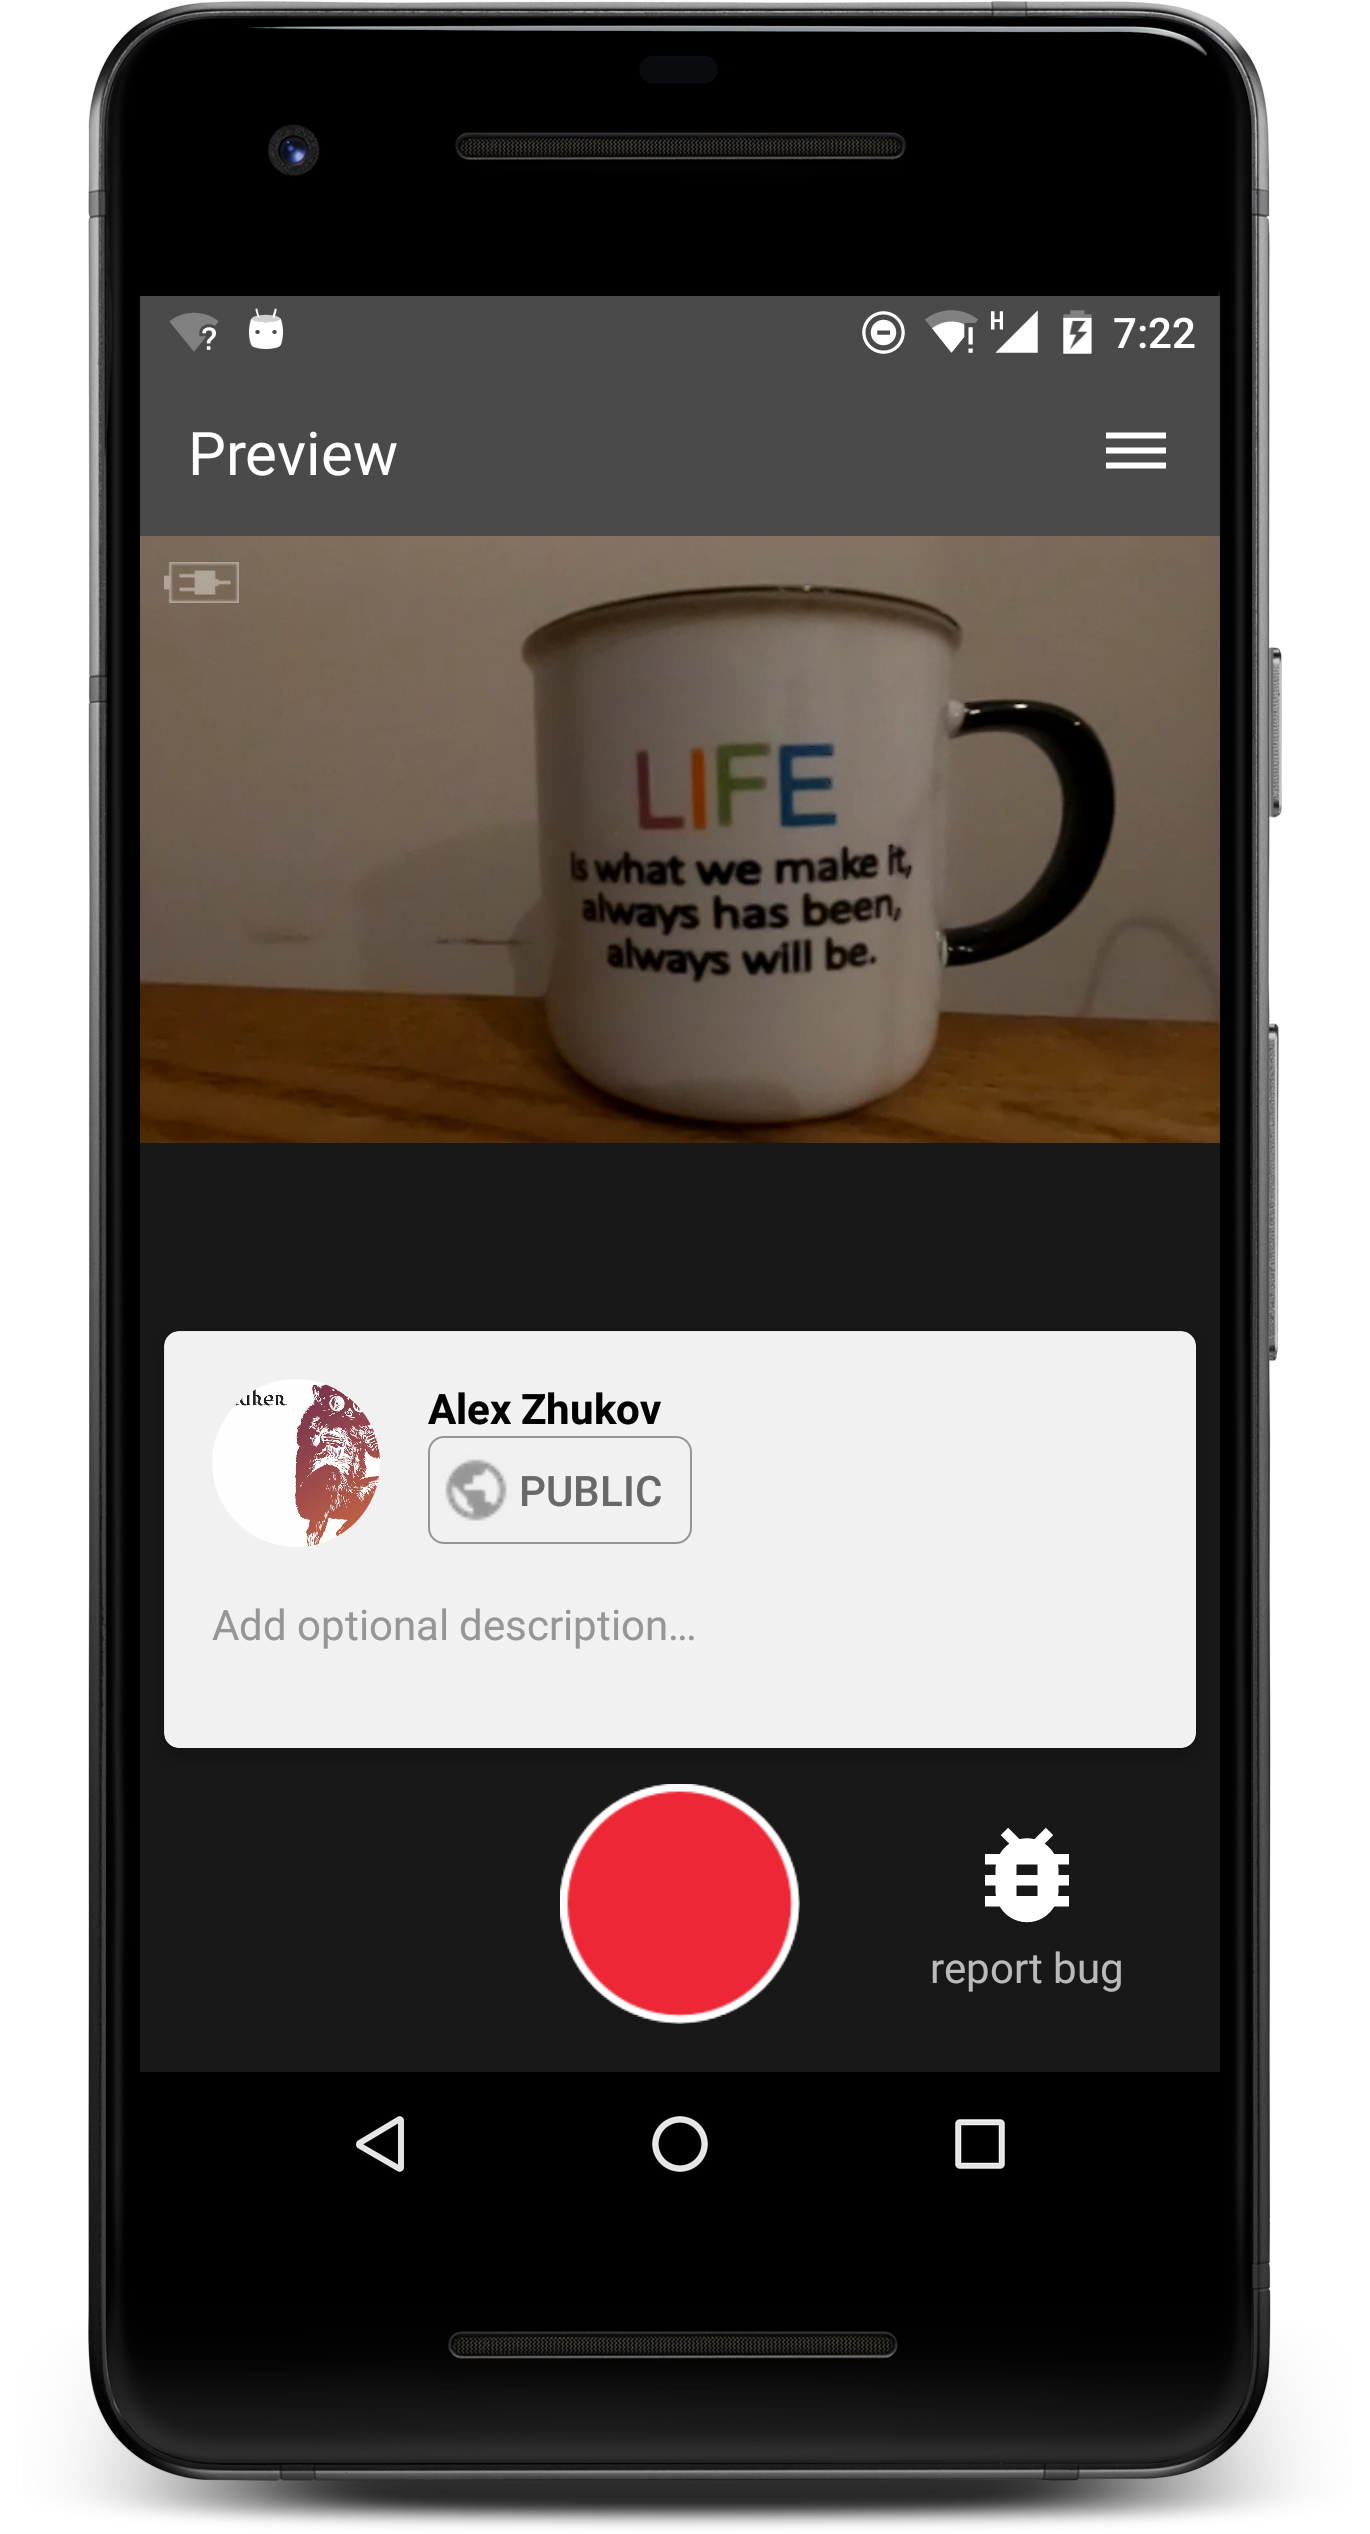 7:22
Preview
LIFE
is what we make it,
always has been,
always will be.
Alex Zhukov
PUBLIC
Add optional description...
report bug